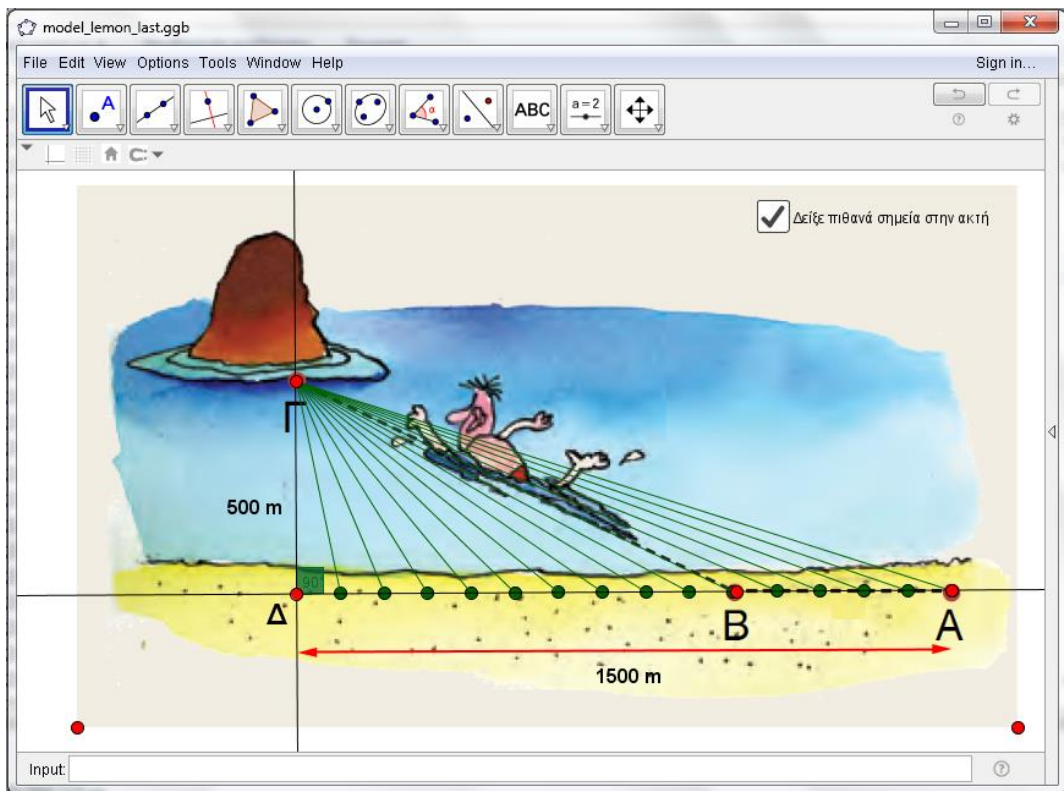 model_lemon_last.ggb
File Edit View Options Tools Window Help
Sign in...
A
α
ABC
a=2
Δείξε πιθανά σημεία στην ακτή
Γ
500 m
90°
Δ
B
A
1500 m
Input: